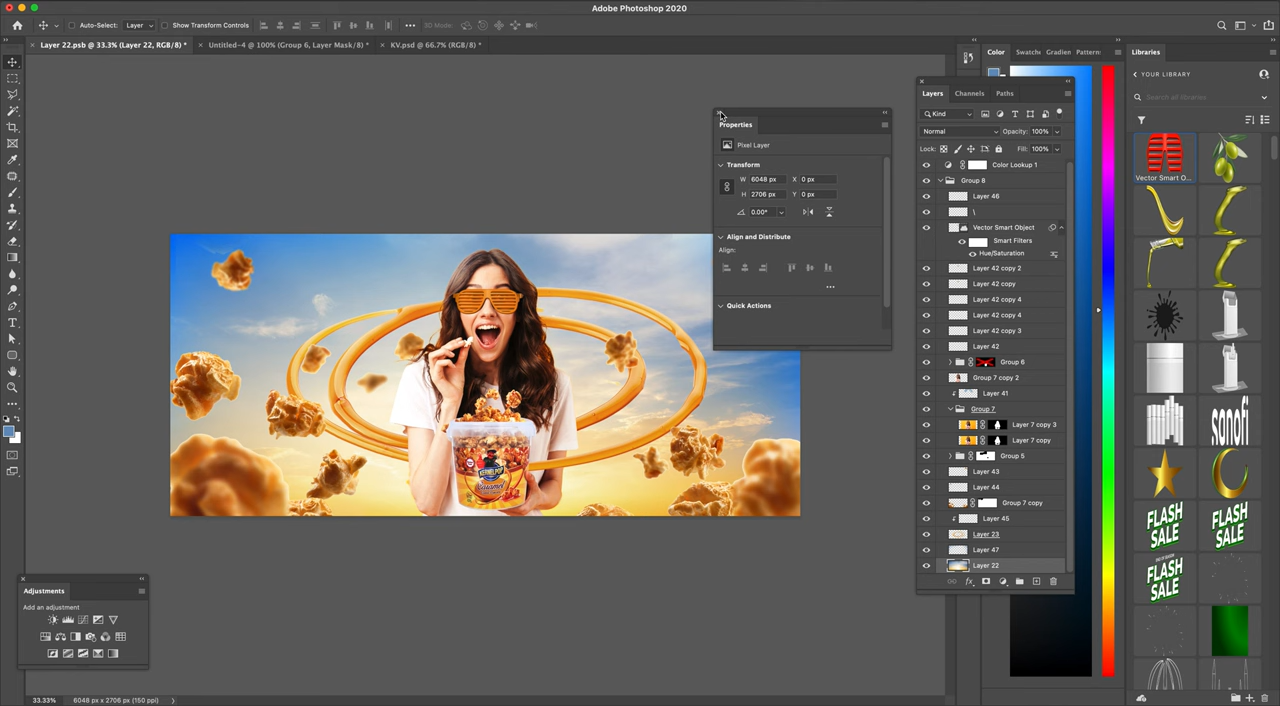 Adobe Photoshop 2020
Auto-Select: Layer Show Transform Controls 3D Mode:
Layer 22.psb @ 33.3% (Layer 22, RGB/8) * Untitled-4 @ 100% (Group 6, Layer Mask/8) * KV.psd @ 66.7% (RGB/8) *
Properties
Pixel Layer
Transform
W 6048 px X 0 px
H 2706 px Y 0 px
0.00°
Align and Distribute
Align:
Quick Actions
KERNELPOP
Caramel
Adjustments
Add an adjustment
33.33% 6048 px x 2706 px (150 ppi)
Color Swatch Gradien Pattern
Layers Channels Paths
Kind
Normal Opacity: 100%
Lock: Fill: 100%
Color Lookup 1
Group 8
Layer 46
\
Vector Smart Object
Smart Filters
Hue/Saturation
Layer 42 copy 2
Layer 42 copy
Layer 42 copy 4
Layer 42 copy 4
Layer 42 copy 3
Layer 42
Group 6
Group 7 copy 2
Layer 41
Group 7
Layer 7 copy 3
Layer 7 copy
Group 5
Layer 43
Layer 44
Group 7 copy
Layer 45
Layer 23
Layer 47
Layer 22
fx
Libraries
YOUR LIBRARY
Search all libraries
Vector Smart O...
sanofi
FLASH SALE
FLASH SALE
FLASH SALE